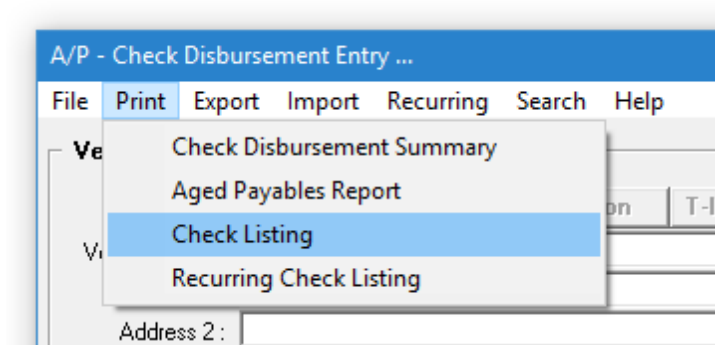 A/P - Check Disbursement Entry ...
File Print Export Import Recurring Search Help
Check Disbursement Summary
Aged Payables Report
Check Listing
Recurring Check Listing
Address 2 :